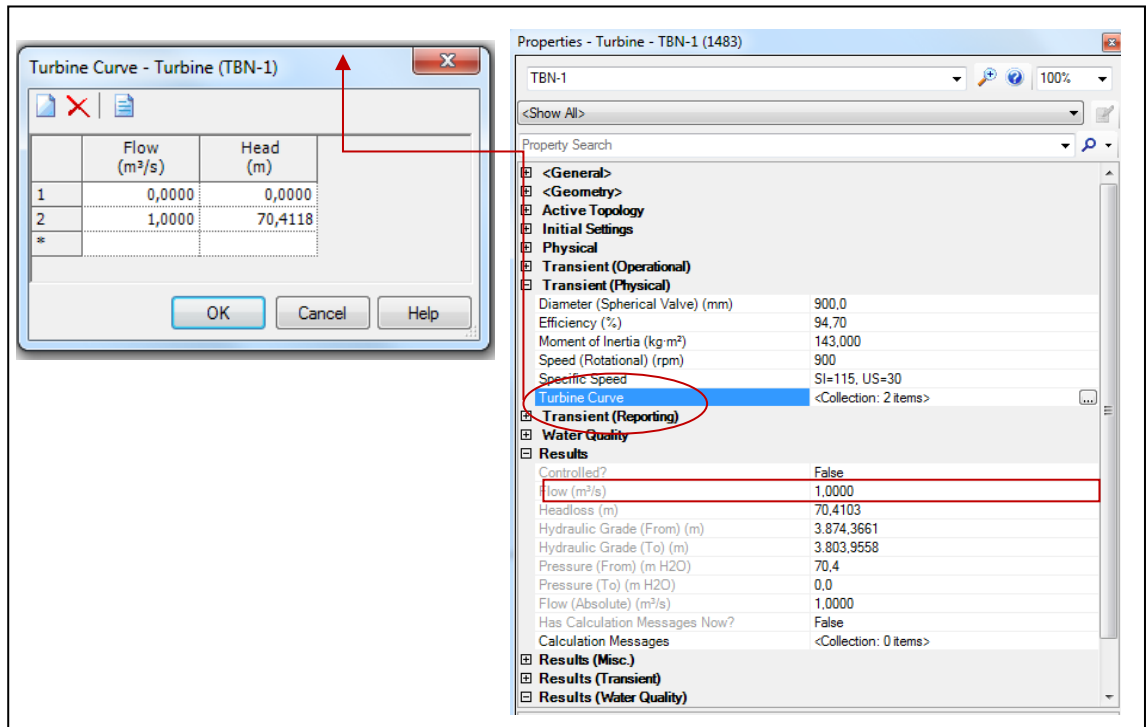 Turbine Curve - Turbine (TBN-1)
Flow (m³/s) Head (m)
1 0,0000 0,0000
2 1,0000 70,4118
*
OK Cancel Help
Properties - Turbine - TBN-1 (1483)
TBN-1 100%
<Show All>
Property Search
<General>
<Geometry>
Active Topology
Initial Settings
Physical
Transient (Operational)
Transient (Physical)
Diameter (Spherical Valve) (mm) 900,0
Efficiency (%) 94,70
Moment of Inertia (kg·m²) 143,000
Speed (Rotational) (rpm) 900
Specific Speed SI=115, US=30
Turbine Curve <Collection: 2 items> ...
Transient (Reporting)
Water Quality
Results
Controlled? False
Flow (m³/s) 1,0000
Headloss (m) 70,4103
Hydraulic Grade (From) (m) 3.874,3661
Hydraulic Grade (To) (m) 3.803,9558
Pressure (From) (m H2O) 70,4
Pressure (To) (m H2O) 0,0
Flow (Absolute) (m³/s) 1,0000
Has Calculation Messages Now? False
Calculation Messages <Collection: 0 items>
Results (Misc.)
Results (Transient)
Results (Water Quality)